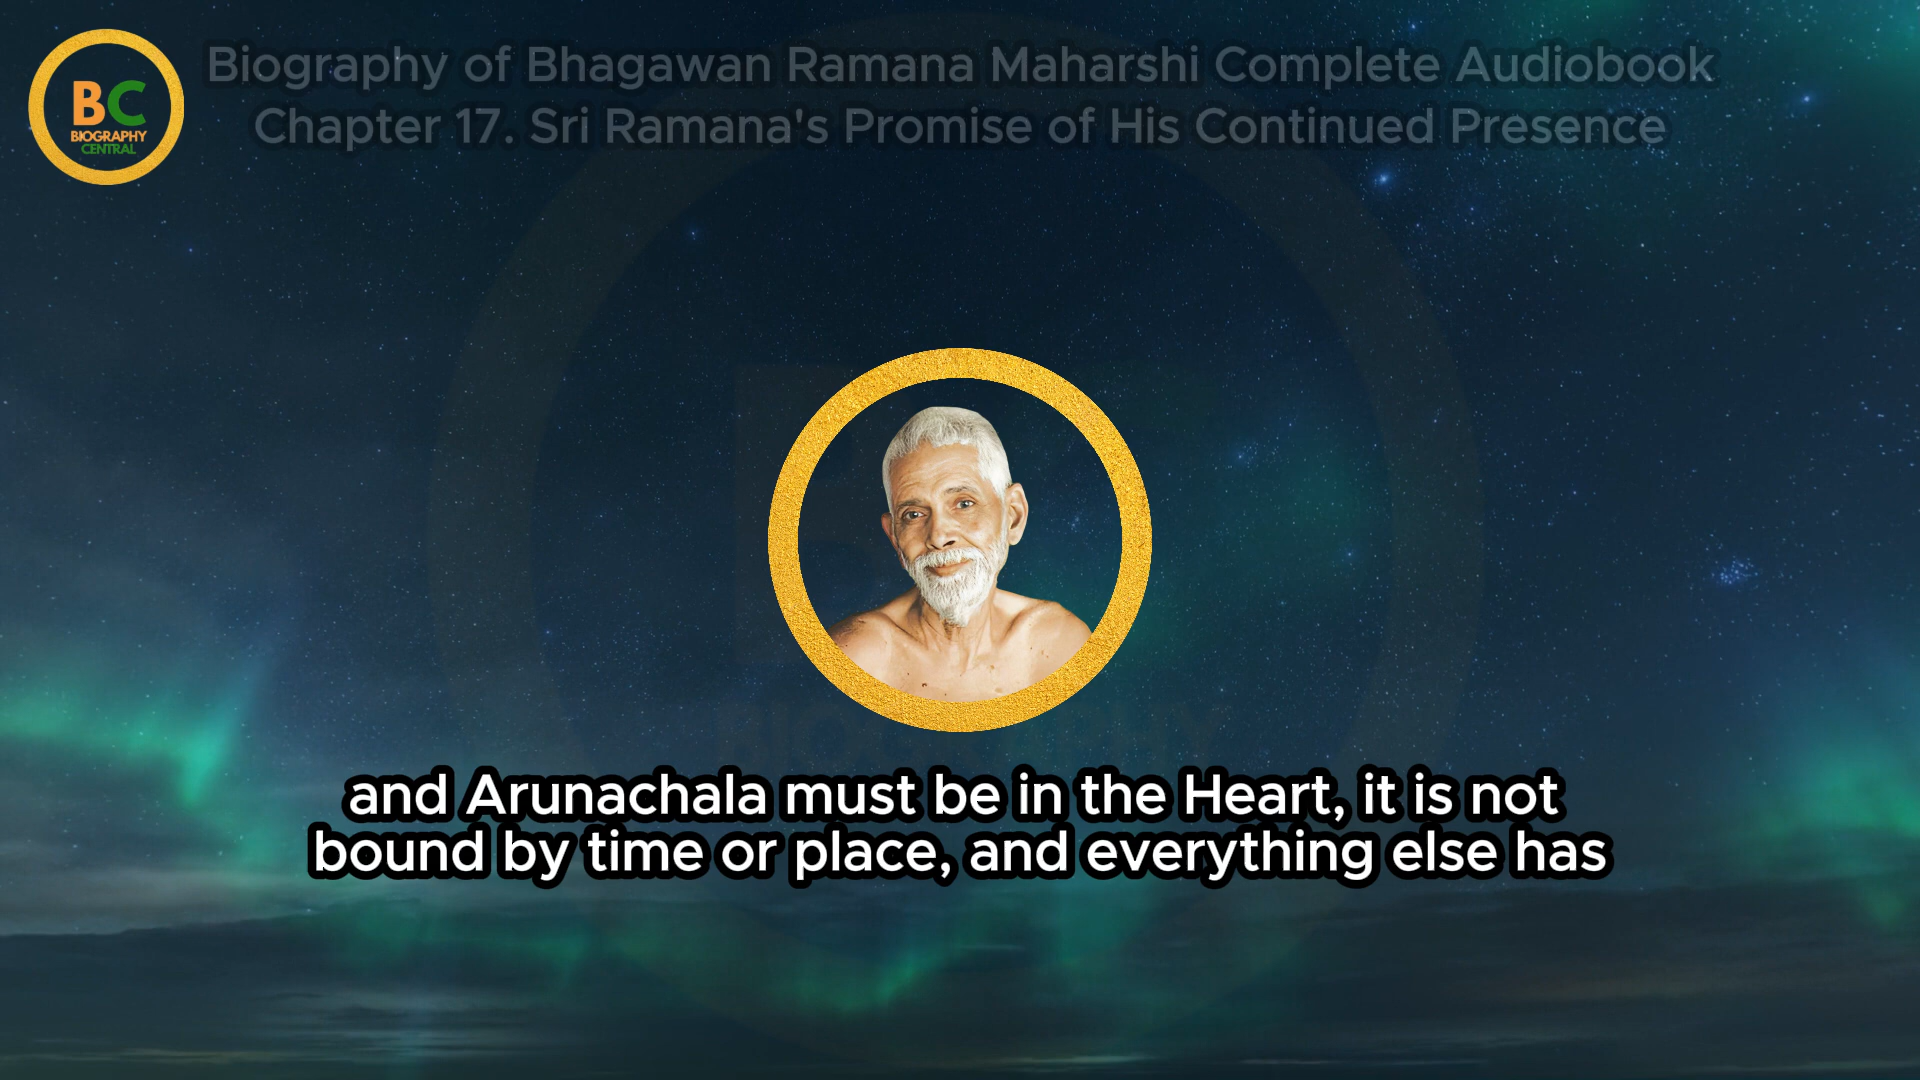 BC
BIOGRAPHY
CENTRAL
Biography of Bhagawan Ramana Maharshi Complete Audiobook
Chapter 17. Sri Ramana's Promise of His Continued Presence
BIOGRAPHY
and Arunachala must be in the Heart, it is not
bound by time or place, and everything else has